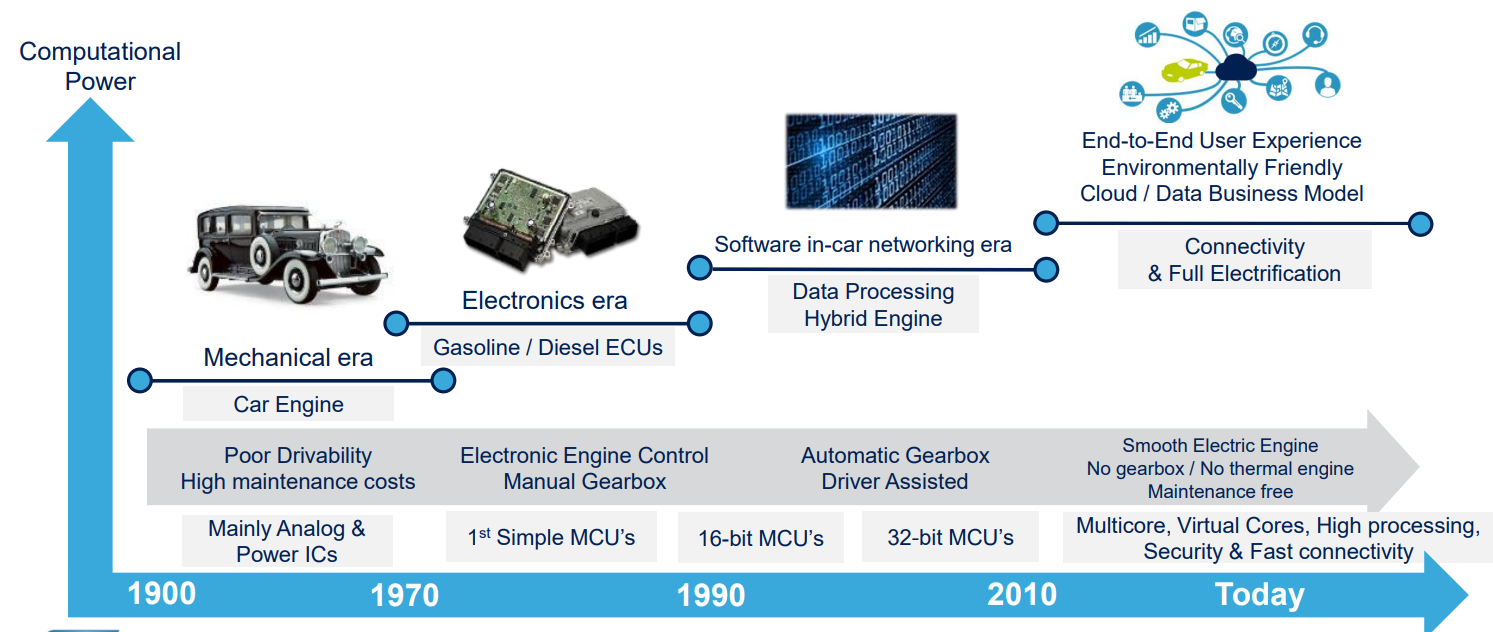 Computational
Power
End-to-End User Experience
Environmentally Friendly
Cloud / Data Business Model
Connectivity
& Full Electrification
Software in-car networking era
Data Processing
Hybrid Engine
Electronics era
Gasoline / Diesel ECUs
Mechanical era
Car Engine
Poor Drivability
High maintenance costs
Electronic Engine Control
Manual Gearbox
Automatic Gearbox
Driver Assisted
Smooth Electric Engine
No gearbox / No thermal engine
Maintenance free
Mainly Analog &
Power ICs
1st Simple MCU's
16-bit MCU's
32-bit MCU's
Multicore, Virtual Cores, High processing,
Security & Fast connectivity
1900
1970
1990
2010
Today